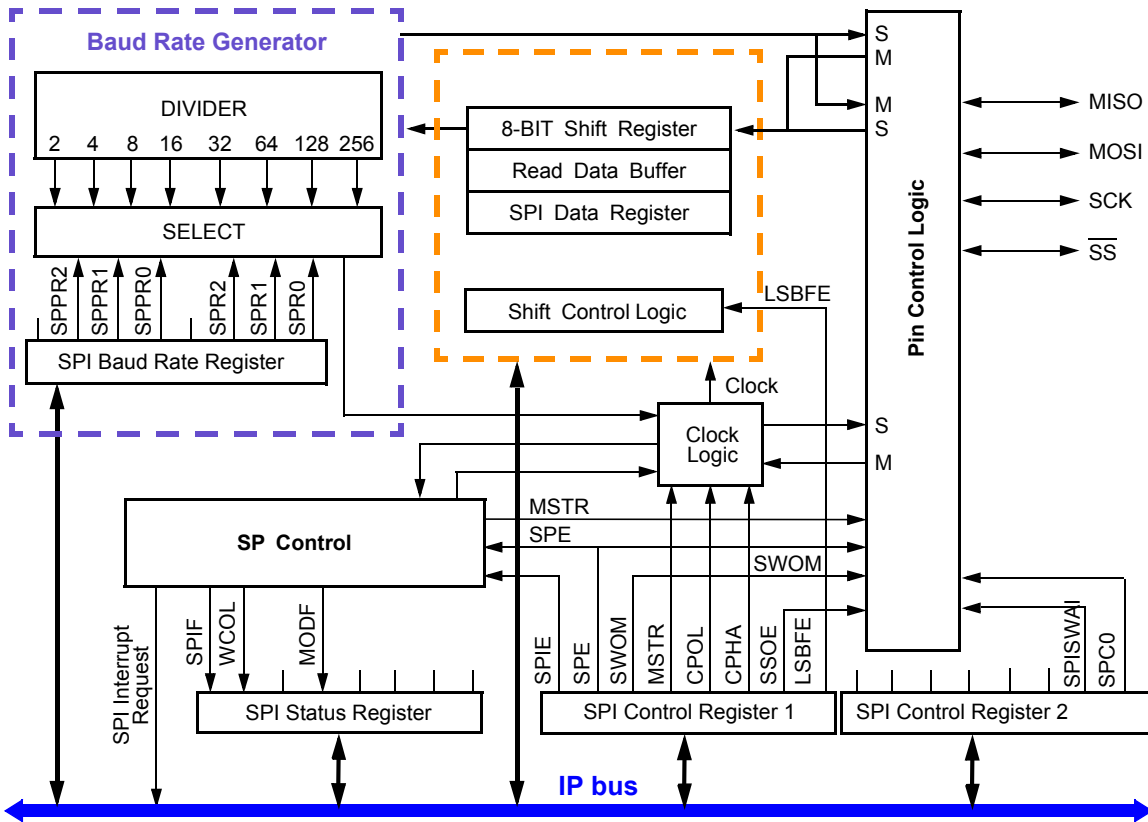 Baud Rate Generator
DIVIDER
2 4 8 16 32 64 128 256
SELECT
SPPR2
SPPR1
SPPR0
SPR2
SPR1
SPR0
SPI Baud Rate Register
8-BIT Shift Register
Read Data Buffer
SPI Data Register
Shift Control Logic
LSBFE
Clock
Clock
Logic
S
M
M
S
S
M
Pin Control Logic
MISO
MOSI
SCK
SS
SP Control
MSTR
SPE
SWOM
SPI Interrupt
Request
SPIF
WCOL
MODF
SPI Status Register
SPIE
SPE
SWOM
MSTR
CPOL
CPHA
SSOE
LSBFE
SPI Control Register 1
SPISWAI
SPC0
SPI Control Register 2
IP bus